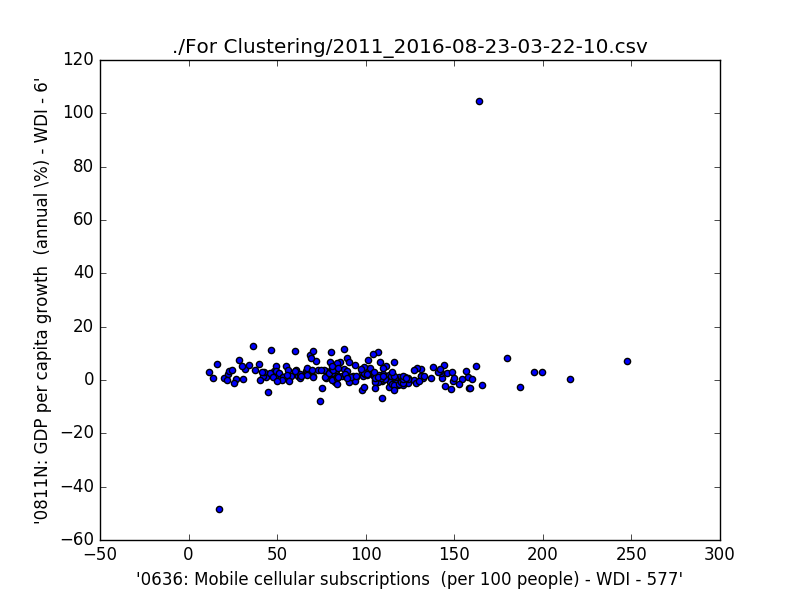 ./For Clustering/2011_2016-08-23-03-22-10.csv
'0811N: GDP per capita growth  (annual \%) - WDI - 6'
120
100
80
60
40
20
0
−20
−40
−60
−50 0 50 100 150 200 250 300
'0636: Mobile cellular subscriptions  (per 100 people) - WDI - 577'